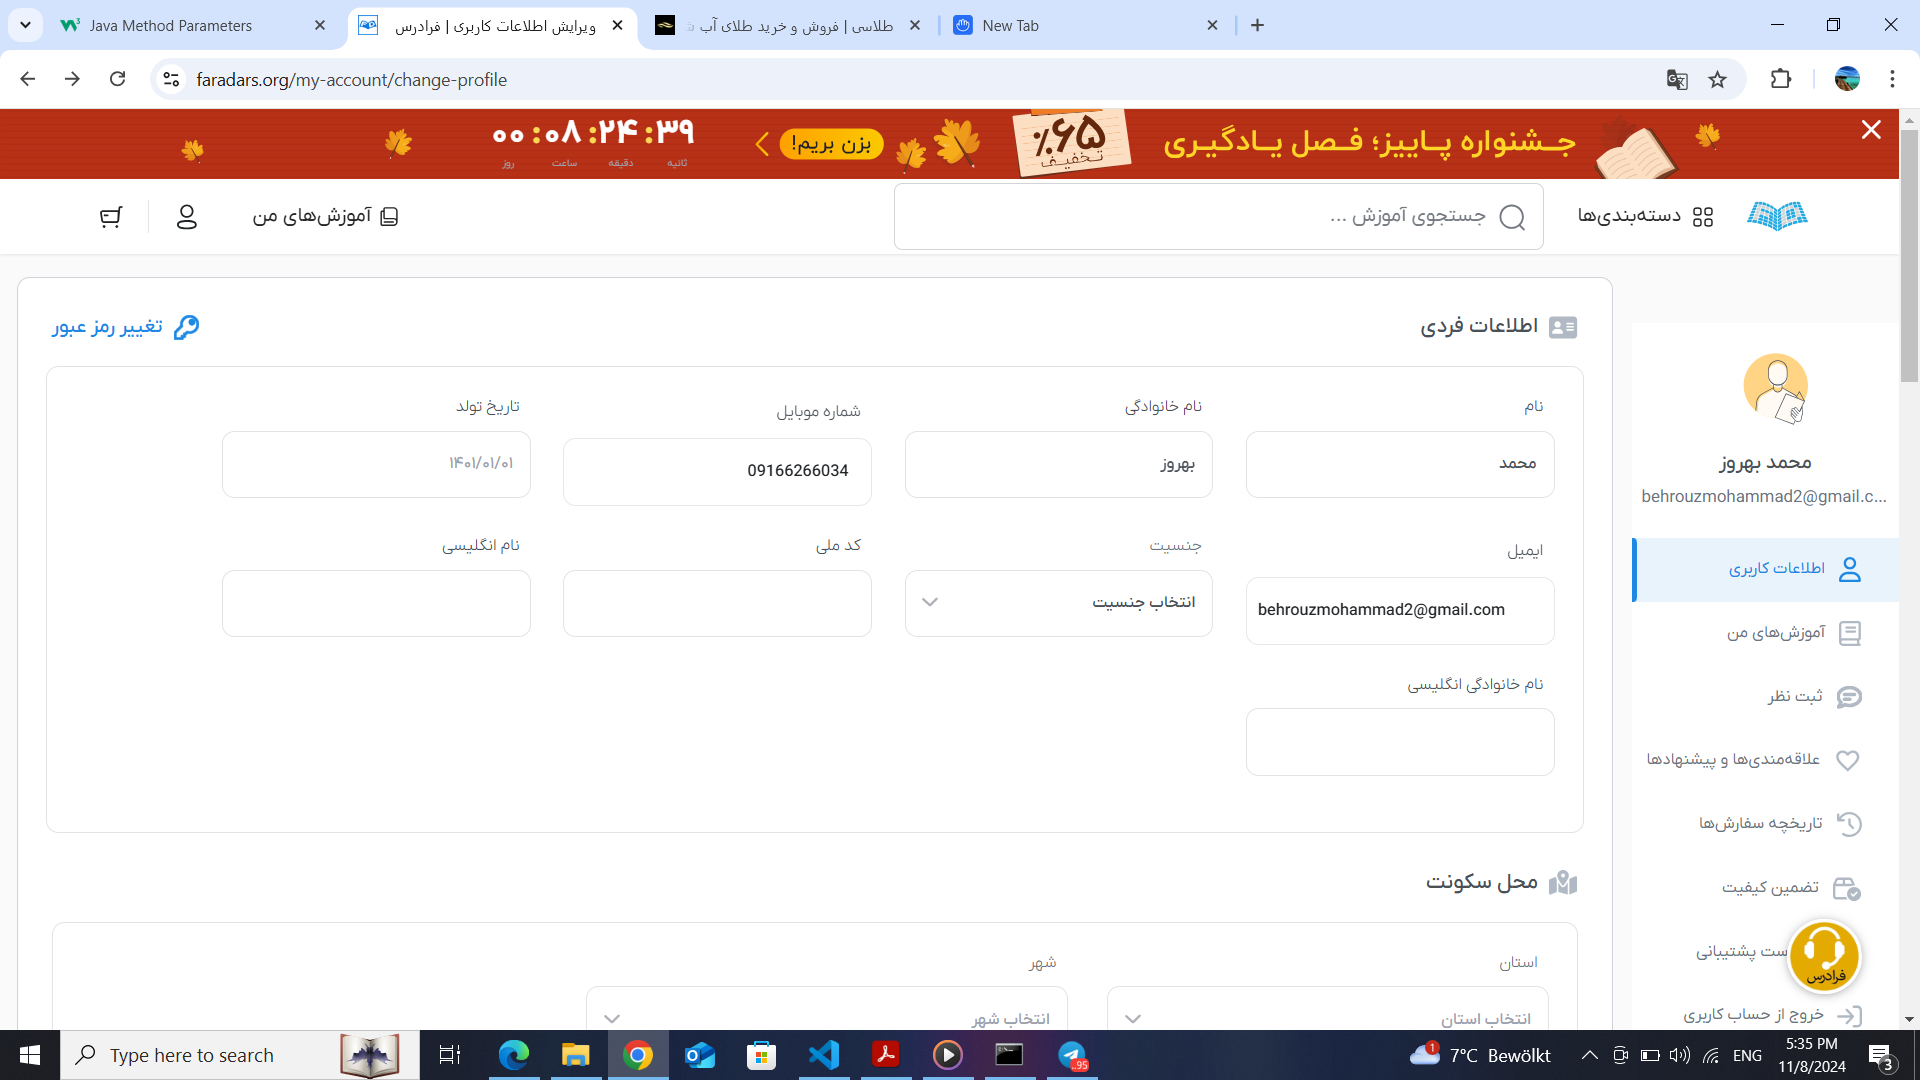 Java Method Parameters
ویرایش اطلاعات کاربری | فرادرس
طلاسی | فروش و خرید طلای آب
New Tab
faradars.org/my-account/change-profile
جشنواره پاییز؛ فصل یادگیری
۶۵٪
تخفیف
بزن بریم!
۰۰:۰۸:۲۴:۳۹
روز ساعت دقیقه ثانیه
دسته‌بندی‌ها
جستجوی آموزش ...
آموزش‌های من
اطلاعات فردی
تغییر رمز عبور
نام
نام خانوادگی
شماره موبایل
تاریخ تولد
محمد
بهروز
09166266034
۱۴۰۱/۰۱/۰۱
ایمیل
جنسیت
کد ملی
نام انگلیسی
behrouzmohammad2@gmail.com
انتخاب جنسیت
نام خانوادگی انگلیسی
محل سکونت
استان
شهر
انتخاب استان
انتخاب شهر
محمد بهروز
behrouzmohammad2@gmail.c...
اطلاعات کاربری
آموزش‌های من
ثبت نظر
علاقه‌مندی‌ها و پیشنهادها
تاریخچه سفارش‌ها
تضمین کیفیت
ست پشتیبانی
فرادرس
خروج از حساب کاربری
Type here to search
..95
1
7°C Bewölkt
ENG
5:35 PM
11/8/2024
3